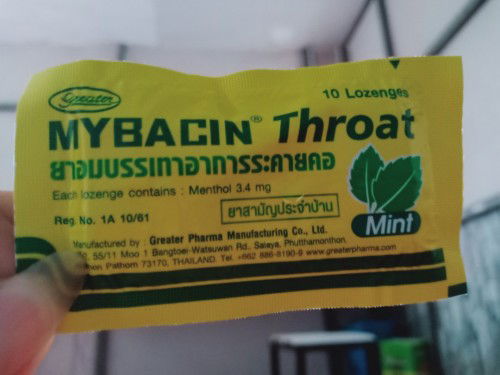 Greater
10 Lozenges
MYBACIN® Throat
ยาอมบรรเทาอาการระคายคอ
Each lozenge contains : Menthol 3.4 mg
Reg. No. 1A 10/61
ยาสามัญประจำบ้าน
Mint
Manufactured by : Greater Pharma Manufacturing Co., Ltd.
55/11 Moo 1 Bangtoei-Watsuwan Rd., Salaya, Phutthamonthon,
Pathom 73170, THAILAND. Tel. +662 886-8190-9 www.greaterpharma.com